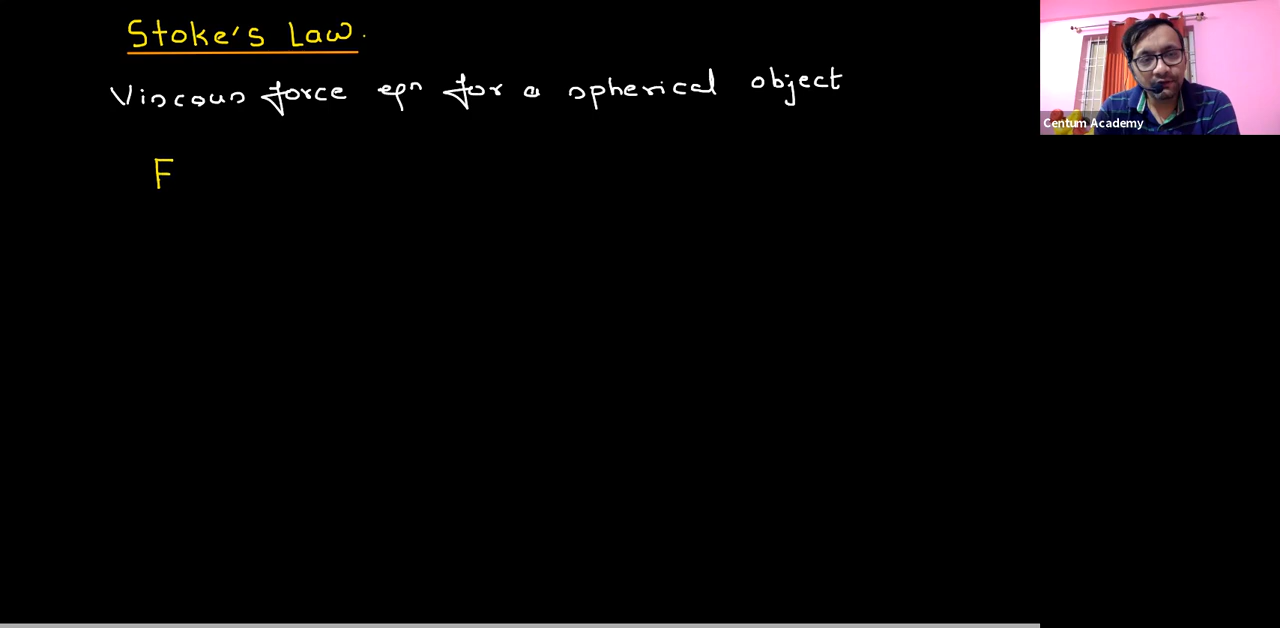 Stoke's Law.
Viscous force eqn for a spherical object
F
Centum Academy